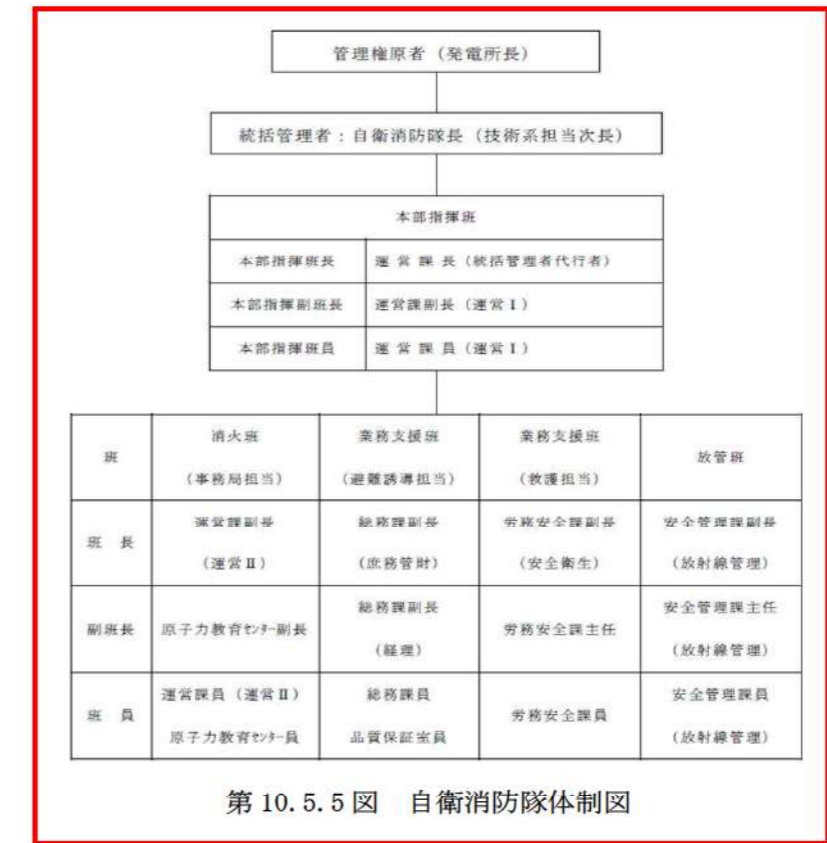 管理権原者（発電所長）
統括管理者：自衛消防隊長（技術系担当次長）
本部指揮班
本部指揮班長 運 営 課 長（統括管理者代行者）
本部指揮副班長 運営課副長（運営Ⅰ）
本部指揮班員 運 営 課 員（運営Ⅰ）
班 消火班 業務支援班 業務支援班 放管班
（事務局担当） （避難誘導担当） （救護担当）
班 長 運営課副長 総務課副長 労務安全課副長 安全管理課副長
（運営Ⅱ） （庶務管財） （安全衛生） （放射線管理）
副班長 原子力教育ｾﾝﾀｰ副長 総務課副長 労務安全課主任 安全管理課主任
（経理） （放射線管理）
班 員 運営課員（運営Ⅱ） 総務課員 労務安全課員 安全管理課員
原子力教育ｾﾝﾀｰ員 品質保証室員 （放射線管理）
第 10.5.5 図　自衛消防隊体制図